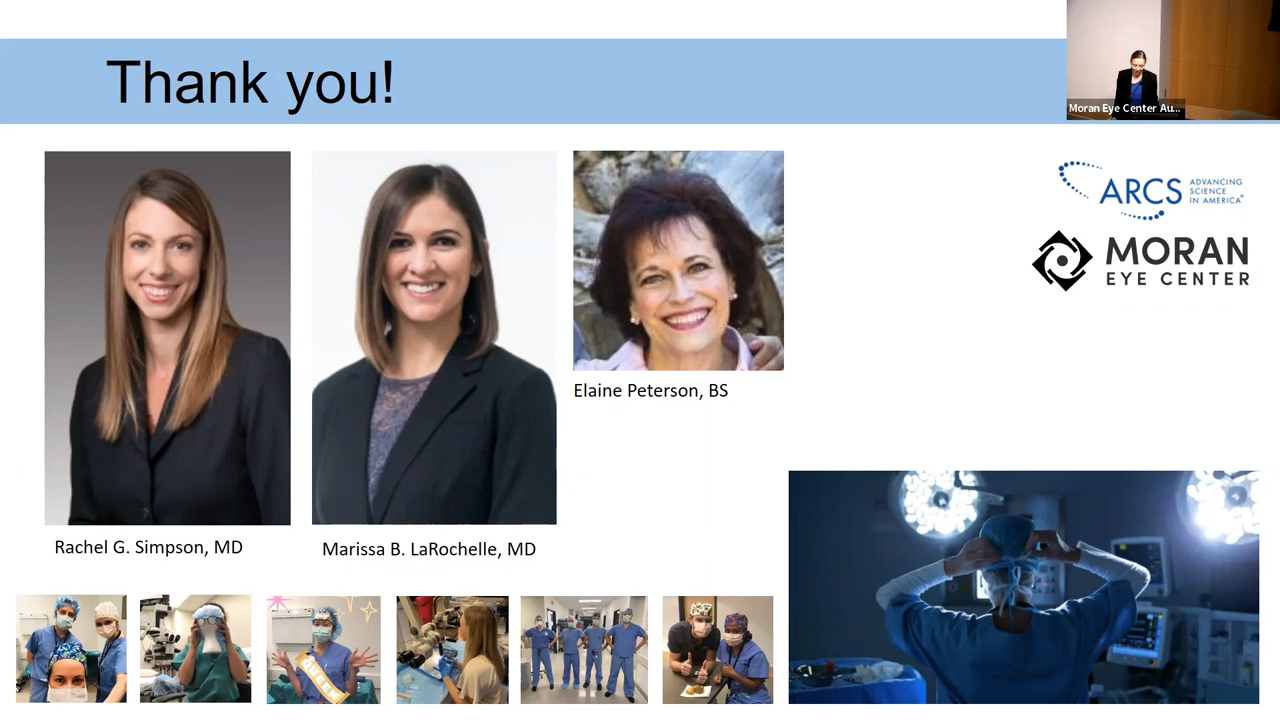 Thank you!
Moran Eye Center Au...
ARCS ADVANCING
SCIENCE
IN AMERICA®
MORAN
EYE CENTER
Elaine Peterson, BS
Rachel G. Simpson, MD
Marissa B. LaRochelle, MD
QUEEN